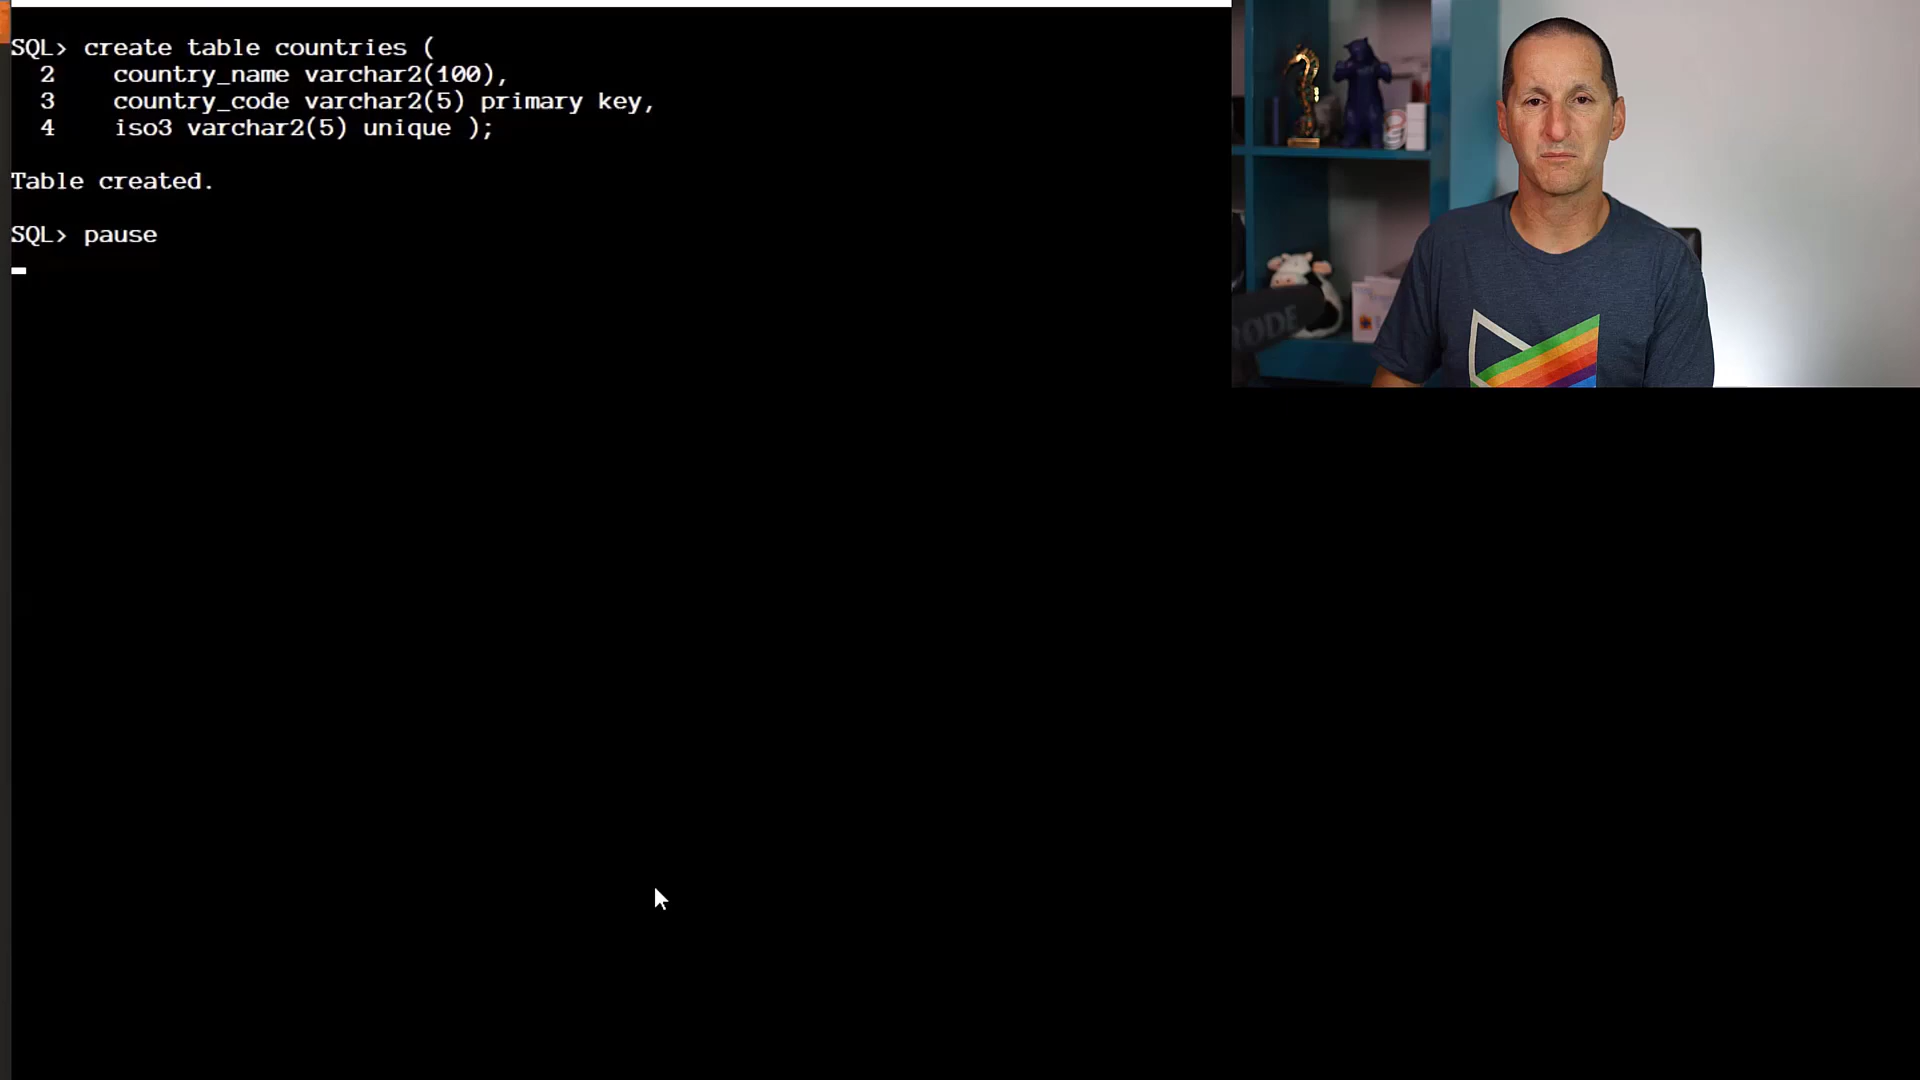 SQL> create table countries (
  2    country_name varchar2(100),
  3    country_code varchar2(5) primary key,
  4    iso3 varchar2(5) unique );
Table created.
SQL> pause
RØDE